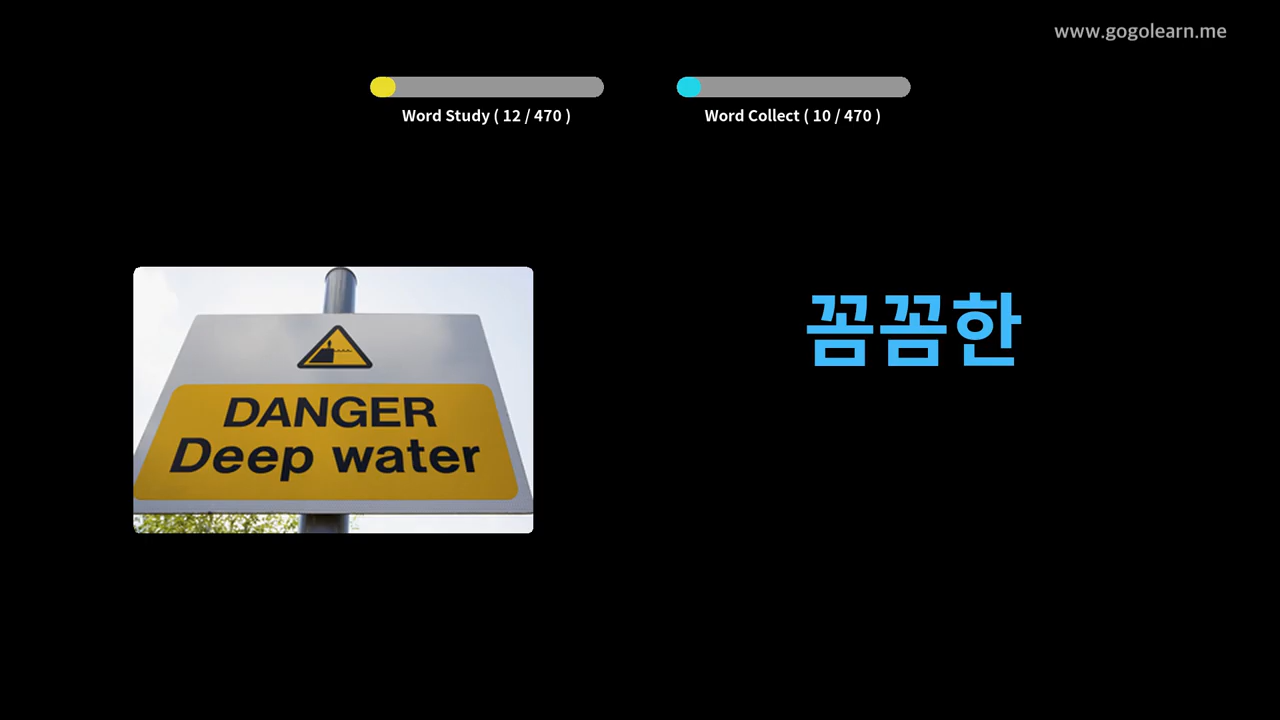 www.gogolearn.me
Word Study ( 12 / 470 )
Word Collect ( 10 / 470 )
꼼꼼한
DANGER
Deep water